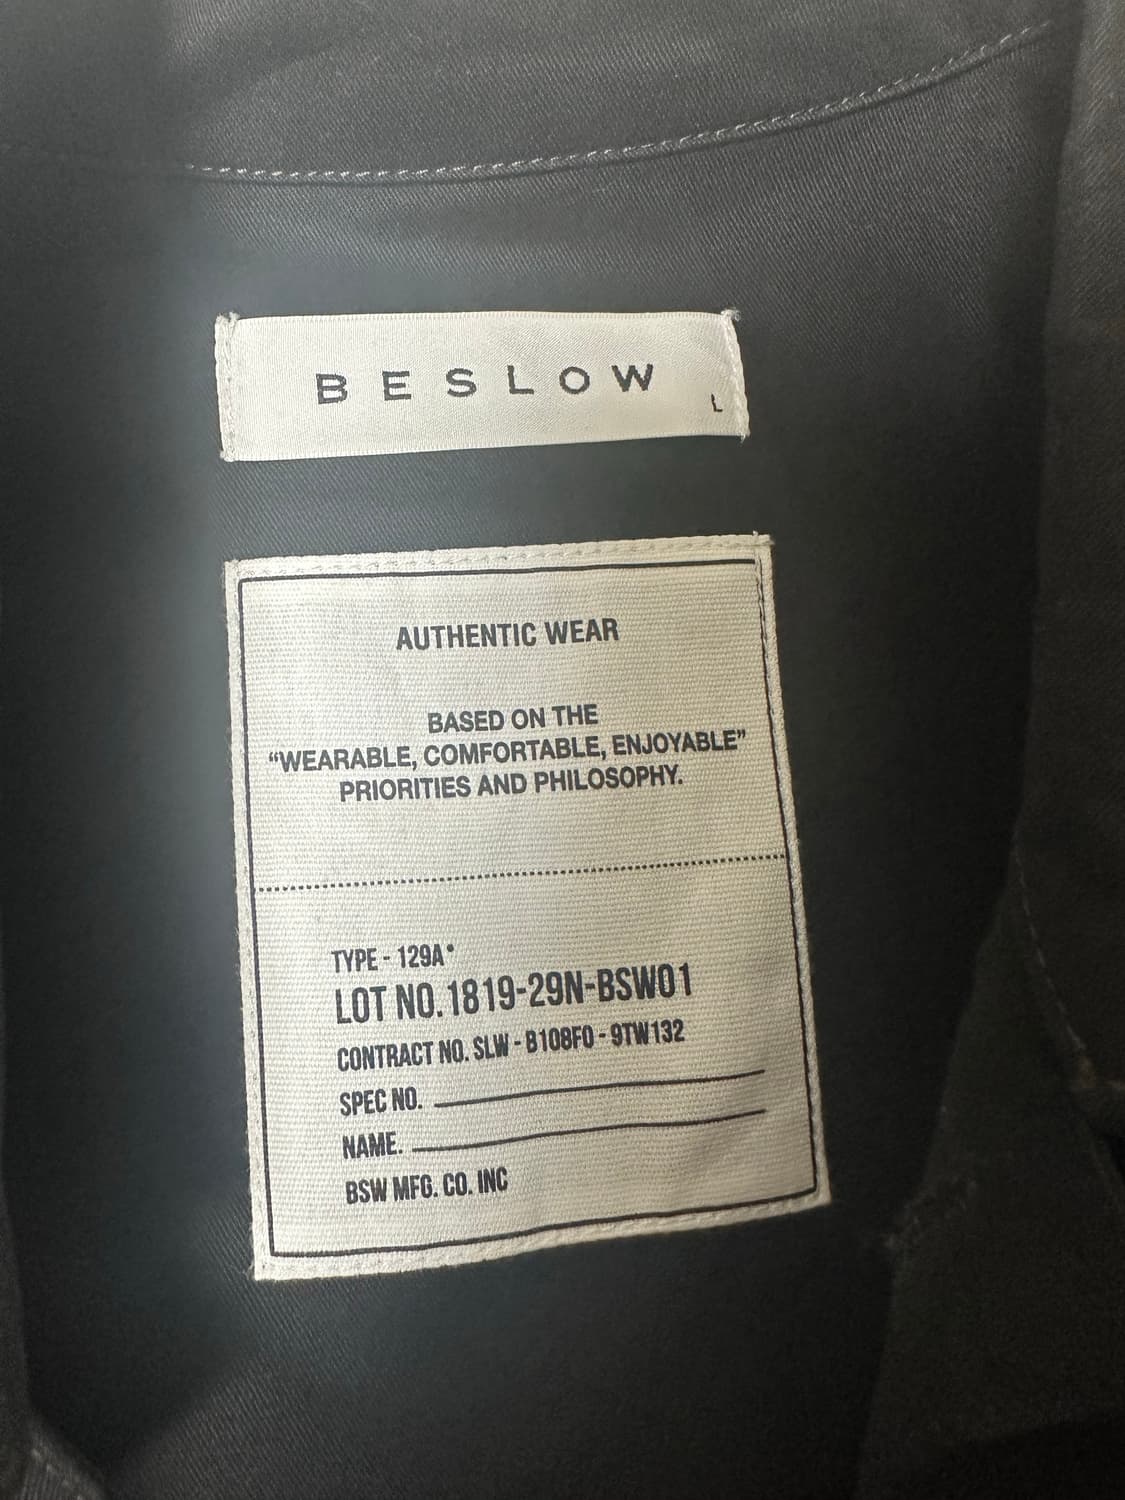 BESLOW
L
AUTHENTIC WEAR
BASED ON THE
“WEARABLE, COMFORTABLE, ENJOYABLE”
PRIORITIES AND PHILOSOPHY.
TYPE - 129A•
LOT NO. 1819-29N-BSW01
CONTRACT NO. SLW - B108F0 - 9TW132
SPEC NO.
NAME.
BSW MFG. CO. INC